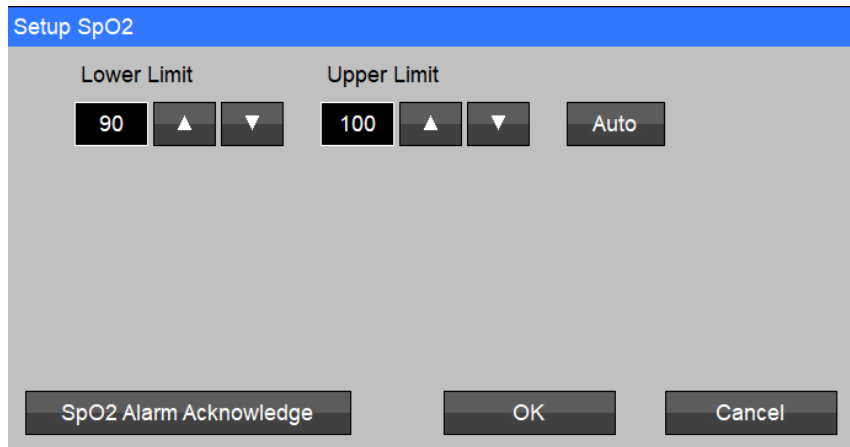 Setup SpO2
Lower Limit Upper Limit
90 ▲ ▼ 100 ▲ ▼ Auto
SpO2 Alarm Acknowledge OK Cancel